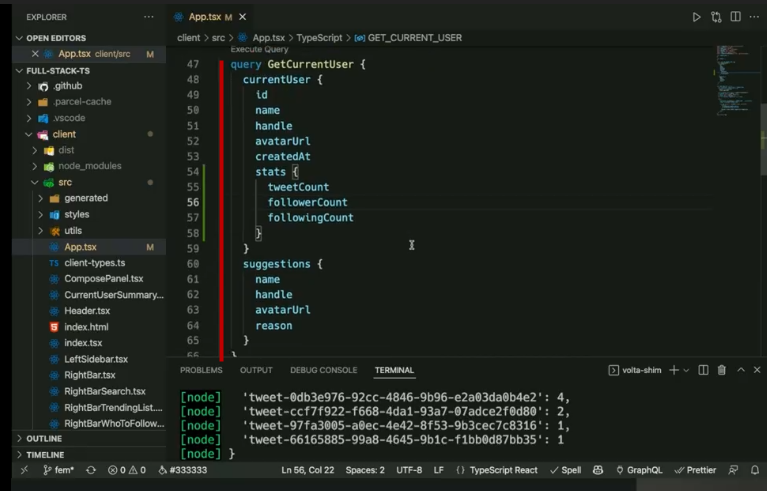 EXPLORER ...
App.tsx M
OPEN EDITORS
App.tsx client/src M
client > src > App.tsx > TypeScript > GET_CURRENT_USER
FULL-STACK-TS
.github
.parcel-cache
.vscode
client
dist
node_modules
src
generated
styles
utils
App.tsx M
TS client-types.ts
ComposePanel.tsx
CurrentUserSummary...
Header.tsx
index.html
index.tsx
LeftSidebar.tsx
RightBar.tsx
RightBarSearch.tsx
RightBarTrendingList....
RightBarWhoToFollow...
OUTLINE
TIMELINE
Execute Query
47 query GetCurrentUser {
48 currentUser {
49 id
50 name
51 handle
52 avatarUrl
53 createdAt
54 stats {
55 tweetCount
56 followerCount
57 followingCount
58 }
59 }
60 suggestions {
61 name
62 handle
63 avatarUrl
64 reason
65 }
66 }
PROBLEMS OUTPUT DEBUG CONSOLE TERMINAL volta-shim
[node] 'tweet-0db3e976-92cc-4846-9b96-e2a03da0b4e2': 4,
[node] 'tweet-ccf7f922-f668-4da1-93a7-07adce2f0d80': 2,
[node] 'tweet-97fa3005-a0ec-4e42-8f53-9b3cec7c8316': 1,
[node] 'tweet-66165885-99a8-4645-9b1c-f1bb0d87bb35': 1
[node] }
fem* 0 0 #333333 Ln 56, Col 22 Spaces: 2 UTF-8 LF {} TypeScript React Spell GraphQL Prettier